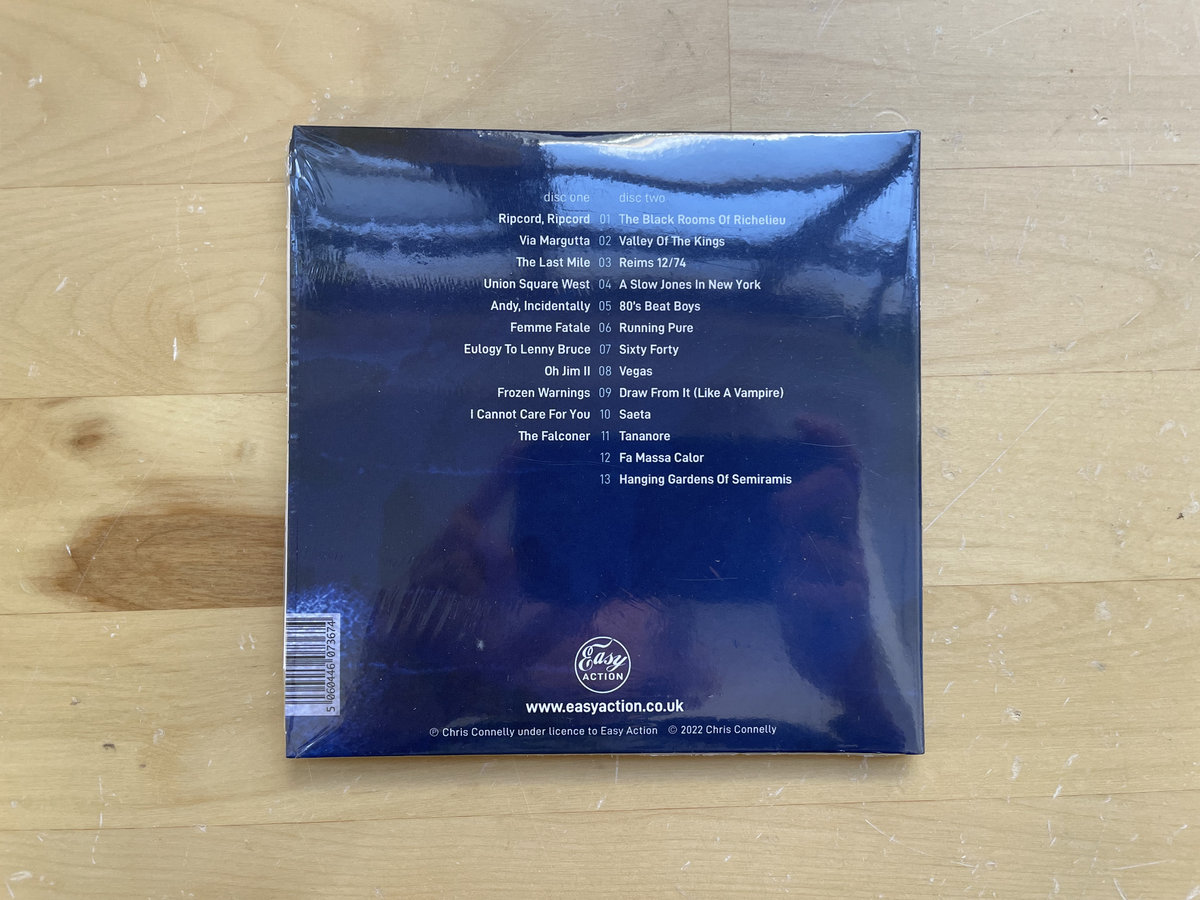 disc one disc two
Ripcord, Ripcord 01 The Black Rooms Of Richelieu
Via Margutta 02 Valley Of The Kings
The Last Mile 03 Reims 12/74
Union Square West 04 A Slow Jones In New York
Andy, Incidentally 05 80's Beat Boys
Femme Fatale 06 Running Pure
Eulogy To Lenny Bruce 07 Sixty Forty
Oh Jim II 08 Vegas
Frozen Warnings 09 Draw From It (Like A Vampire)
I Cannot Care For You 10 Saeta
The Falconer 11 Tananore
12 Fa Massa Calor
13 Hanging Gardens Of Semiramis
5 060446 073674
Easy
ACTION
www.easyaction.co.uk
℗ Chris Connelly under licence to Easy Action © 2022 Chris Connelly